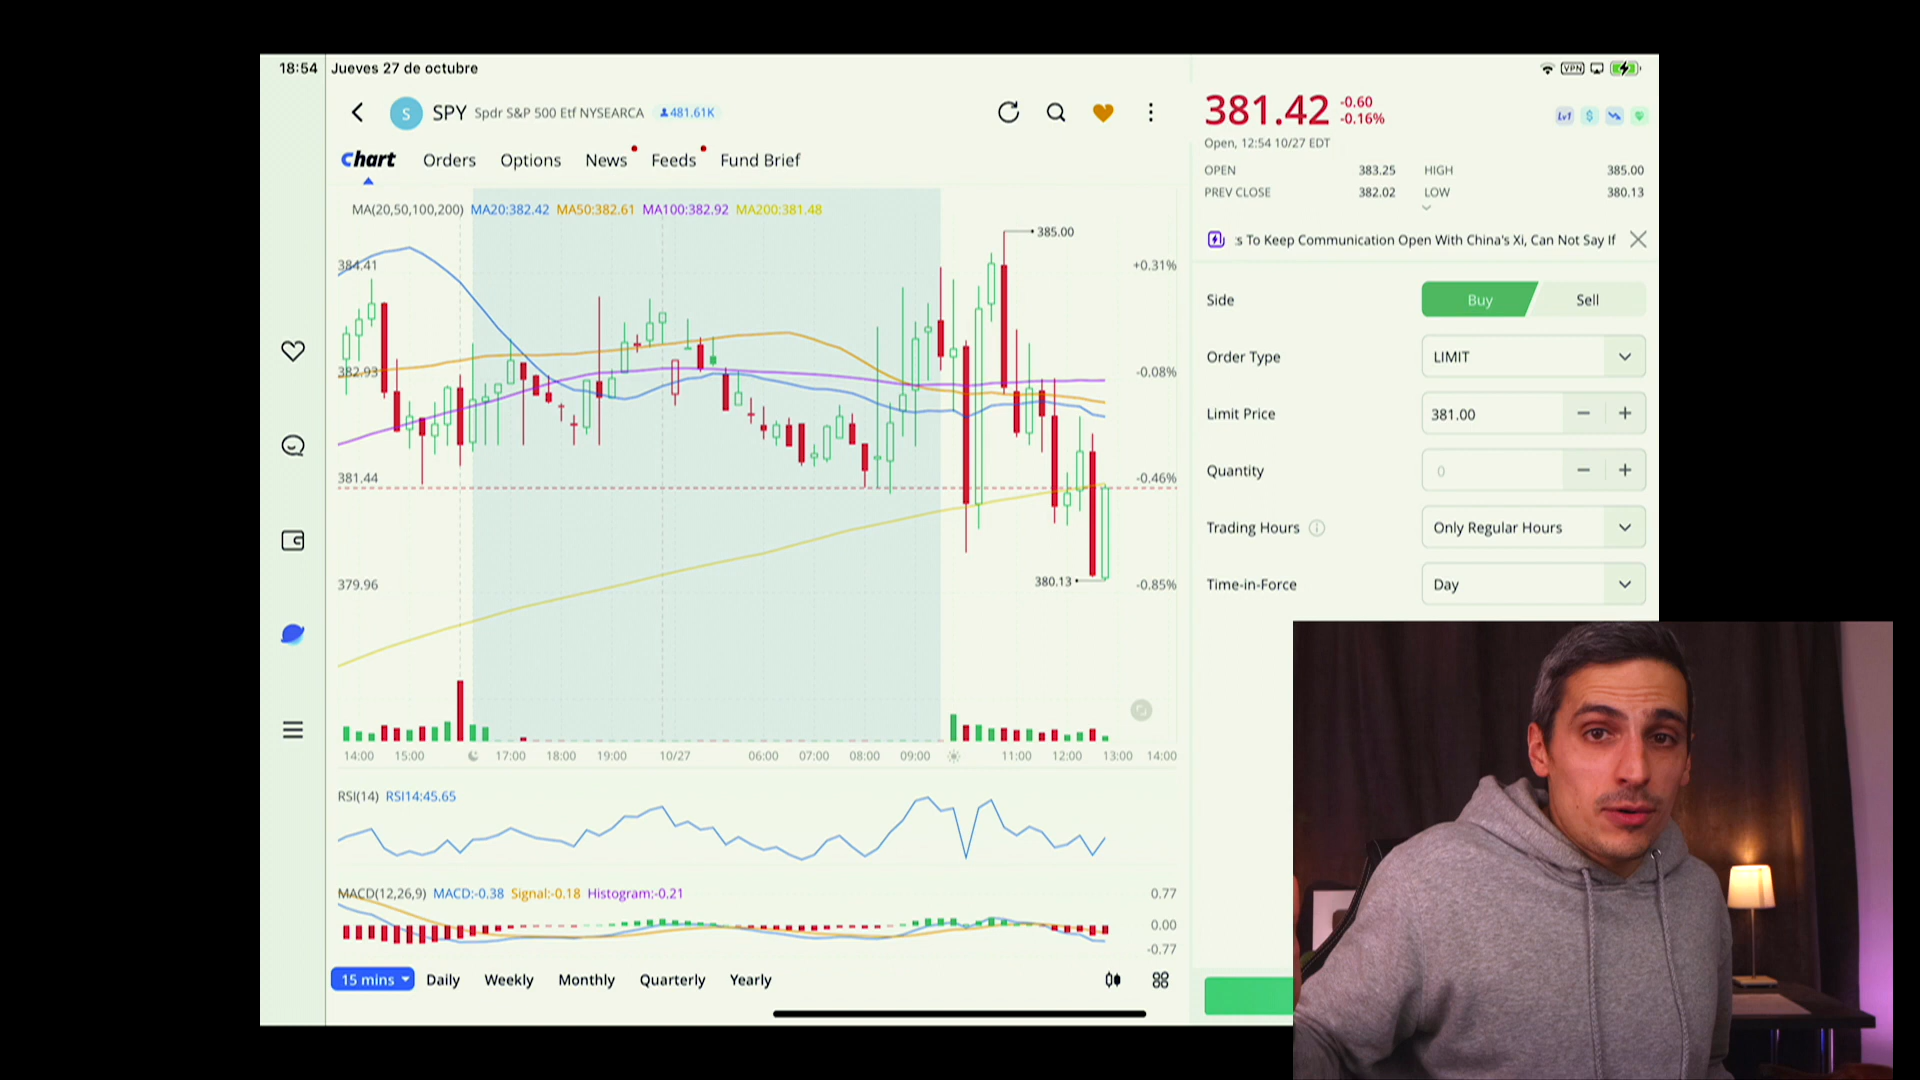 18:54 Jueves 27 de octubre
VPN
S SPY Spdr S&P 500 Etf NYSEARCA 481.61K
Chart Orders Options News Feeds Fund Brief
MA(20,50,100,200) MA20:382.42 MA50:382.61 MA100:382.92 MA200:381.48
385.00
384.41 +0.31%
382.93 -0.08%
381.44 -0.46%
380.13
379.96 -0.85%
14:00 15:00 17:00 18:00 19:00 10/27 06:00 07:00 08:00 09:00 11:00 12:00 13:00 14:00
RSI(14) RSI14:45.65
MACD(12,26,9) MACD:-0.38 Signal:-0.18 Histogram:-0.21
0.77
0.00
-0.77
15 mins Daily Weekly Monthly Quarterly Yearly
381.42 -0.60
-0.16%
Lv1 $
Open, 12:54 10/27 EDT
OPEN 383.25 HIGH 385.00
PREV CLOSE 382.02 LOW 380.13
s To Keep Communication Open With China's Xi, Can Not Say If
Side Buy Sell
Order Type LIMIT
Limit Price 381.00
Quantity 0
Trading Hours Only Regular Hours
Time-in-Force Day